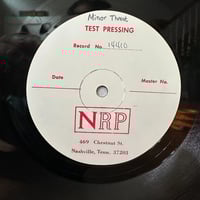 Minor Threat
TEST PRESSING
Record No. 14410
Date
Master No.
NRP
469 Chestnut St.
Nashville, Tenn. 37203